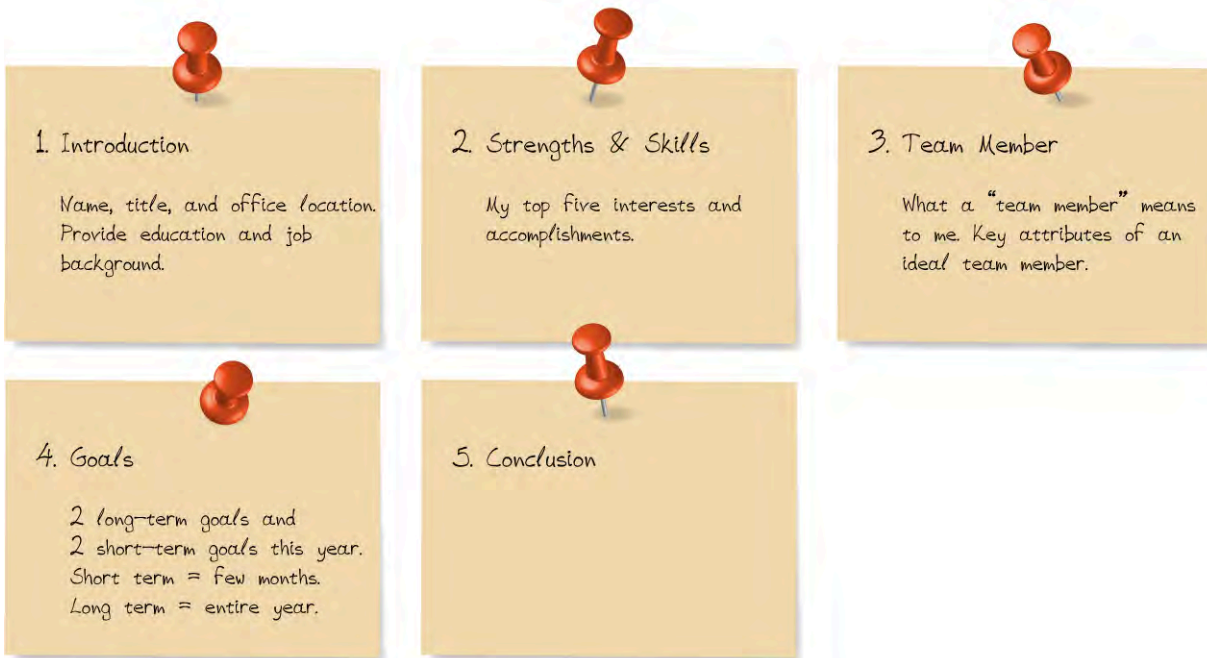 1. Introduction
Name, title, and office location.
Provide education and job
background.
2. Strengths & Skills
My top five interests and
accomplishments.
3. Team Member
What a “team member” means
to me. Key attributes of an
ideal team member.
4. Goals
2 long-term goals and
2 short-term goals this year.
Short term = few months.
Long term = entire year.
5. Conclusion